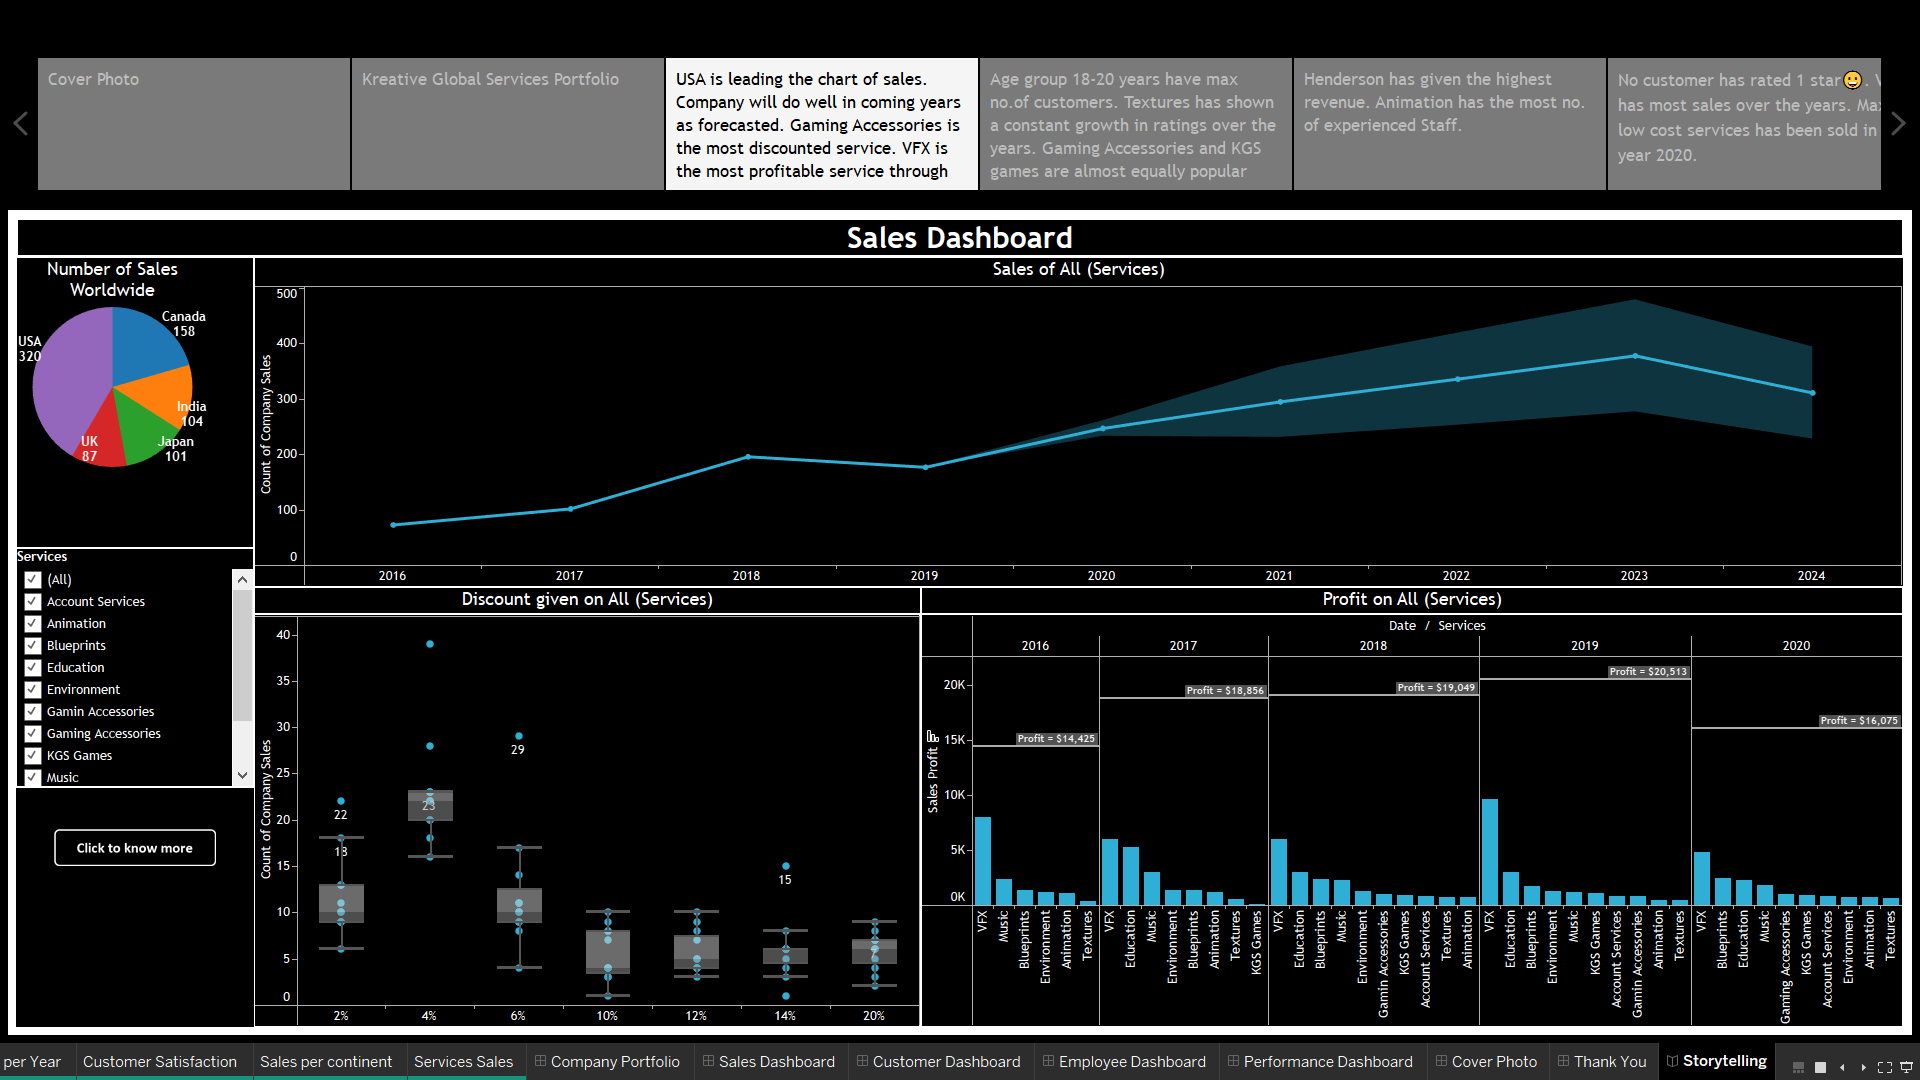 Cover Photo
Kreative Global Services Portfolio
USA is leading the chart of sales.
Company will do well in coming years
as forecasted. Gaming Accessories is
the most discounted service. VFX is
the most profitable service through
Age group 18-20 years have max
no.of customers. Textures has shown
a constant growth in ratings over the
years. Gaming Accessories and KGS
games are almost equally popular
Henderson has given the highest
revenue. Animation has the most no.
of experienced Staff.
No customer has rated 1 star😀. V
has most sales over the years. Ma
low cost services has been sold in
year 2020.
Sales Dashboard
Number of Sales
Worldwide
Canada
158
USA
320
India
104
Japan
101
UK
87
Services
(All)
Account Services
Animation
Blueprints
Education
Environment
Gamin Accessories
Gaming Accessories
KGS Games
Music
Click to know more
Sales of All (Services)
Count of Company Sales
500
400
300
200
100
0
2016 2017 2018 2019 2020 2021 2022 2023 2024
Discount given on All (Services)
Count of Company Sales
40
35
30
25
20
15
10
5
0
22
18
23
29
15
7
2% 4% 6% 10% 12% 14% 20%
Profit on All (Services)
Date / Services
2016 2017 2018 2019 2020
Sales Profit
20K
15K
10K
5K
0K
Profit = $14,425
Profit = $18,856
Profit = $19,049
Profit = $20,513
Profit = $16,075
VFX
Music
Blueprints
Environment
Animation
Textures
VFX
Education
Music
Environment
Blueprints
Animation
Textures
KGS Games
VFX
Education
Blueprints
Music
Environment
Gamin Accessories
KGS Games
Account Services
Textures
Animation
VFX
Education
Blueprints
Environment
Music
KGS Games
Account Services
Gamin Accessories
Animation
Textures
VFX
Blueprints
Education
Music
Gaming Accessories
KGS Games
Account Services
Environment
Animation
Textures
per Year
Customer Satisfaction
Sales per continent
Services Sales
Company Portfolio
Sales Dashboard
Customer Dashboard
Employee Dashboard
Performance Dashboard
Cover Photo
Thank You
Storytelling